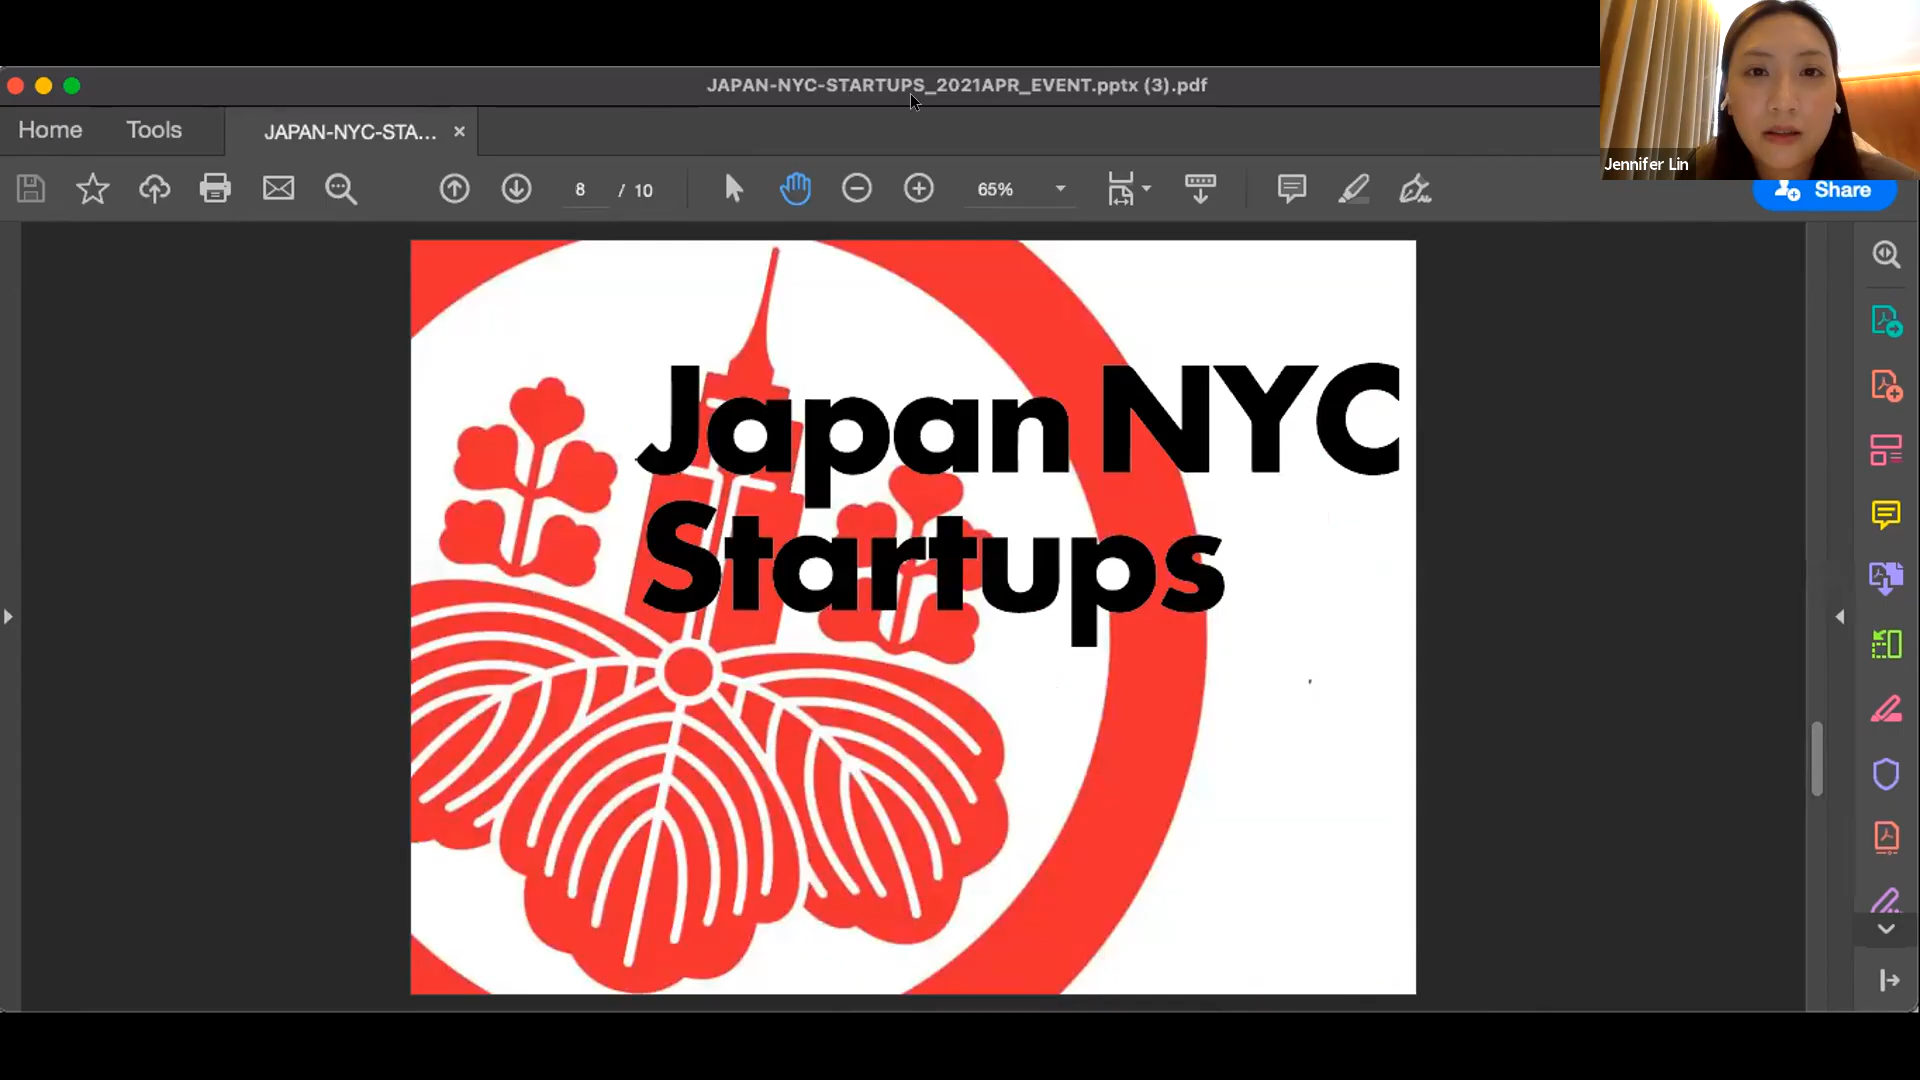 JAPAN-NYC-STARTUPS_2021APR_EVENT.pptx (3).pdf
Home
Tools
JAPAN-NYC-STA...
8 / 10
65%
Share
Jennifer Lin
Japan NYC
Startups